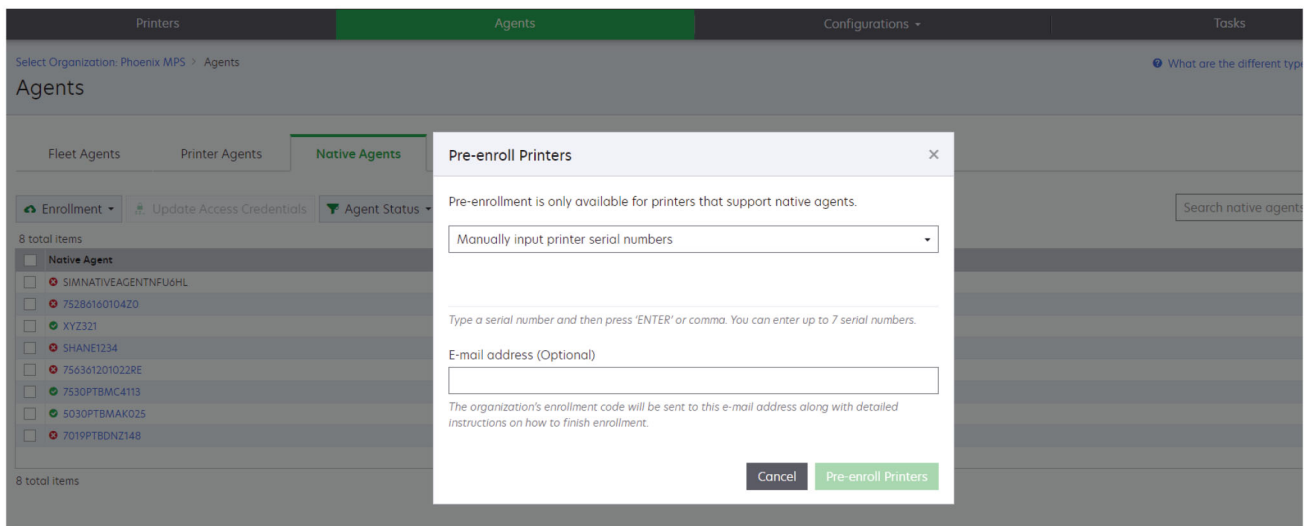 Printers Agents Configurations Tasks
Select Organization: Phoenix MPS > Agents
What are the different type
Agents
Fleet Agents Printer Agents Native Agents
Enrollment Update Access Credentials Agent Status
Search native agents
8 total items
Native Agent
SIMNATIVEAGENTNFU6HL
75286160104Z0
XYZ321
SHANE1234
756361201022RE
7530PTBMC4113
5030PTBMAK025
7019PTBDNZ148
8 total items
Pre-enroll Printers
Pre-enrollment is only available for printers that support native agents.
Manually input printer serial numbers
Type a serial number and then press 'ENTER' or comma. You can enter up to 7 serial numbers.
E-mail address (Optional)
The organization's enrollment code will be sent to this e-mail address along with detailed
instructions on how to finish enrollment.
Cancel Pre-enroll Printers